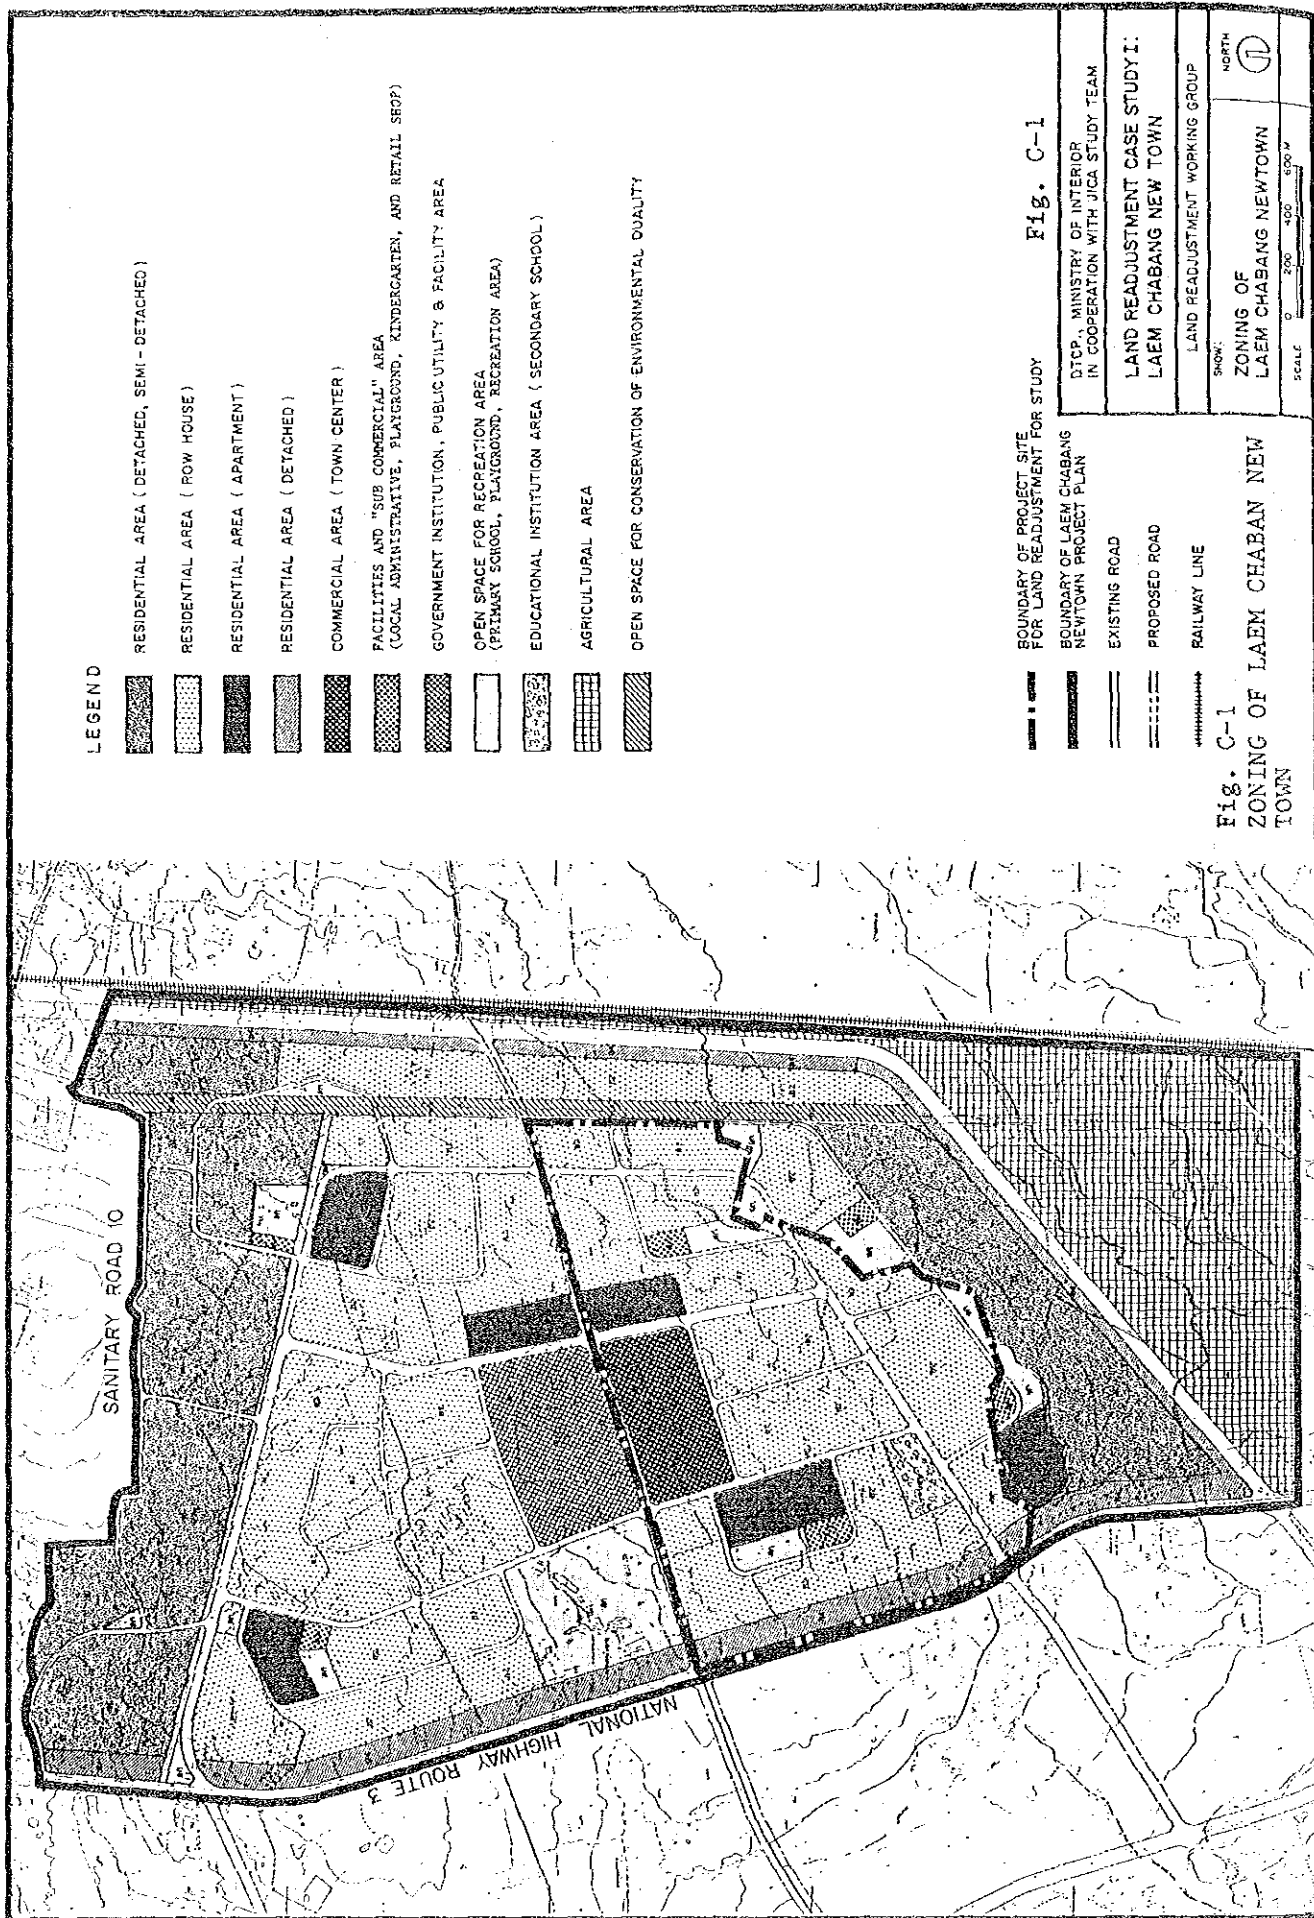 SANITARY ROAD 10
NATIONAL HIGHWAY ROUTE 3
LEGEND
RESIDENTIAL AREA ( DETACHED, SEMI - DETACHED )
RESIDENTIAL AREA ( ROW HOUSE )
RESIDENTIAL AREA ( APARTMENT )
RESIDENTIAL AREA ( DETACHED )
COMMERCIAL AREA ( TOWN CENTER )
FACILITIES AND "SUB COMMERCIAL" AREA
(LOCAL ADMINISTRATIVE, PLAYGROUND, KINDERGARTEN, AND RETAIL SHOP)
GOVERNMENT INSTITUTION, PUBLIC UTILITY & FACILITY AREA
OPEN SPACE FOR RECREATION AREA
(PRIMARY SCHOOL, PLAYGROUND, RECREATION AREA)
EDUCATIONAL INSTITUTION AREA ( SECONDARY SCHOOL )
AGRICULTURAL AREA
OPEN SPACE FOR CONSERVATION OF ENVIRONMENTAL QUALITY
BOUNDARY OF PROJECT SITE
FOR LAND READJUSTMENT FOR STUDY
BOUNDARY OF LAEM CHABANG
NEWTOWN PROJECT PLAN
EXISTING ROAD
PROPOSED ROAD
RAILWAY LINE
Fig. C-1
ZONING OF LAEM CHABAN NEW
TOWN
Fig. C-1
DTCP., MINISTRY OF INTERIOR
IN COOPERATION WITH JICA STUDY TEAM
LAND READJUSTMENT CASE STUDY I:
LAEM CHABANG NEW TOWN
LAND READJUSTMENT WORKING GROUP
SHOW:
ZONING OF
LAEM CHABANG NEWTOWN
NORTH
SCALE 0 200 400 600 M